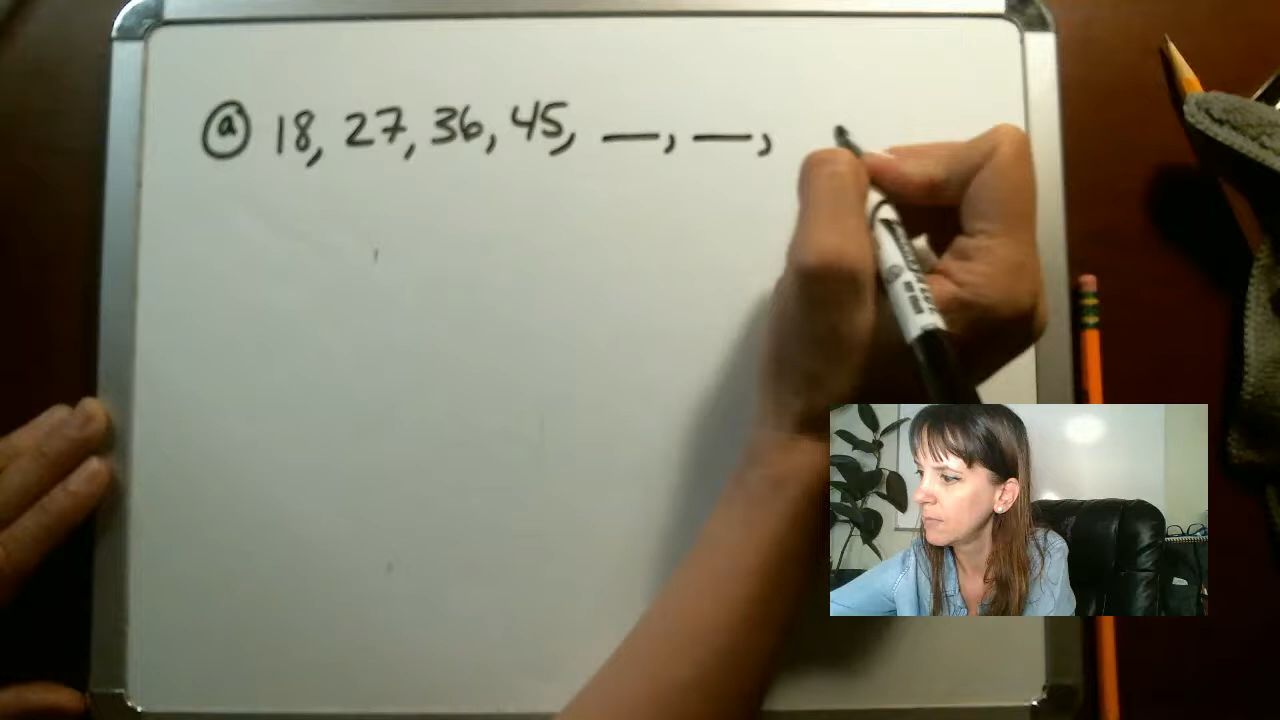 ⓐ 18, 27, 36, 45, __, __,